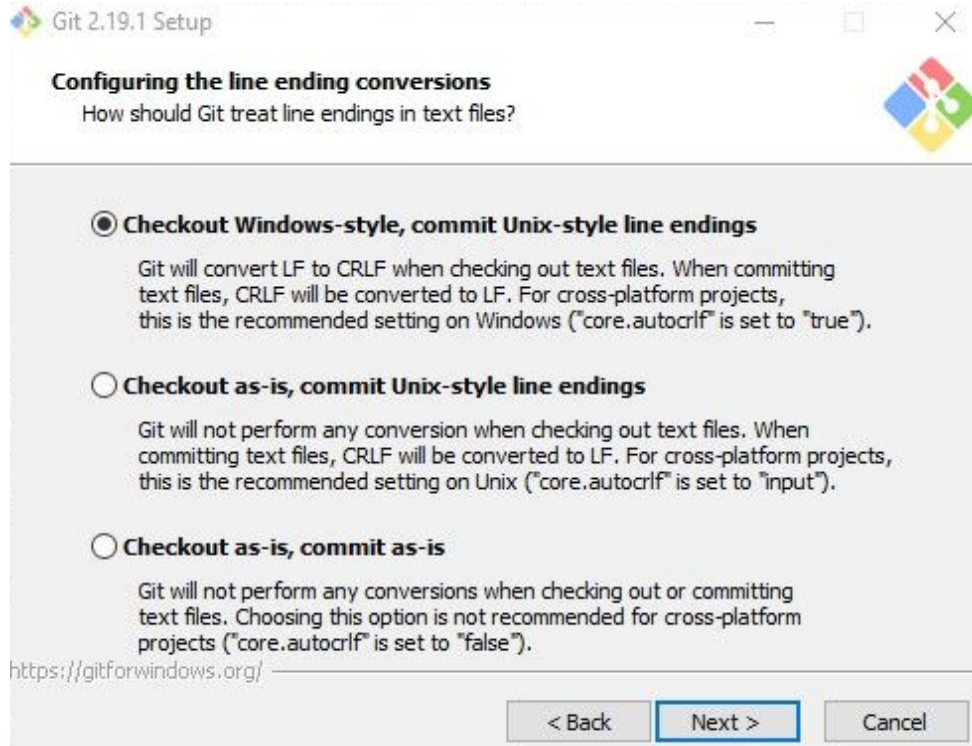 Git 2.19.1 Setup
Configuring the line ending conversions
How should Git treat line endings in text files?
Checkout Windows-style, commit Unix-style line endings
Git will convert LF to CRLF when checking out text files. When committing
text files, CRLF will be converted to LF. For cross-platform projects,
this is the recommended setting on Windows ("core.autocrlf" is set to "true").
Checkout as-is, commit Unix-style line endings
Git will not perform any conversion when checking out text files. When
committing text files, CRLF will be converted to LF. For cross-platform projects,
this is the recommended setting on Unix ("core.autocrlf" is set to "input").
Checkout as-is, commit as-is
Git will not perform any conversions when checking out or committing
text files. Choosing this option is not recommended for cross-platform
projects ("core.autocrlf" is set to "false").
https://gitforwindows.org/
< Back Next > Cancel